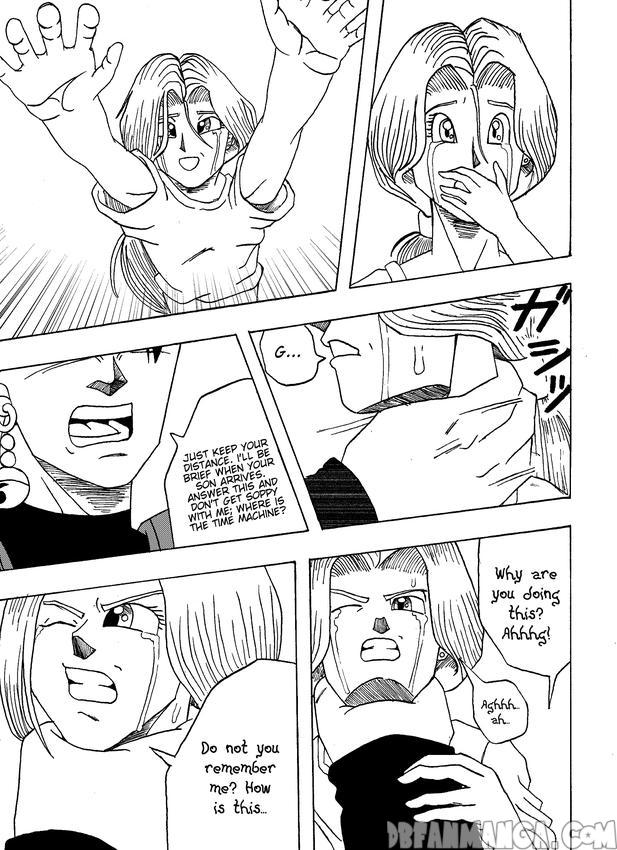 ガシッ
G...
JUST KEEP YOUR
DISTANCE. I'LL BE
BRIEF WHEN YOUR
SON ARRIVES.
ANSWER THIS AND
DON'T GET SOPPY
WITH ME; WHERE IS
THE TIME MACHINE?
Why are
you doing
this?
Ahhhg!
Aghhh..
ah..
Do not you
remember
me? How
is this...
DBFANMANGA.COM